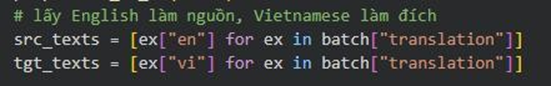 # lấy English làm nguồn, Vietnamese làm đích
src_texts = [ex["en"] for ex in batch["translation"]]
tgt_texts = [ex["vi"] for ex in batch["translation"]]